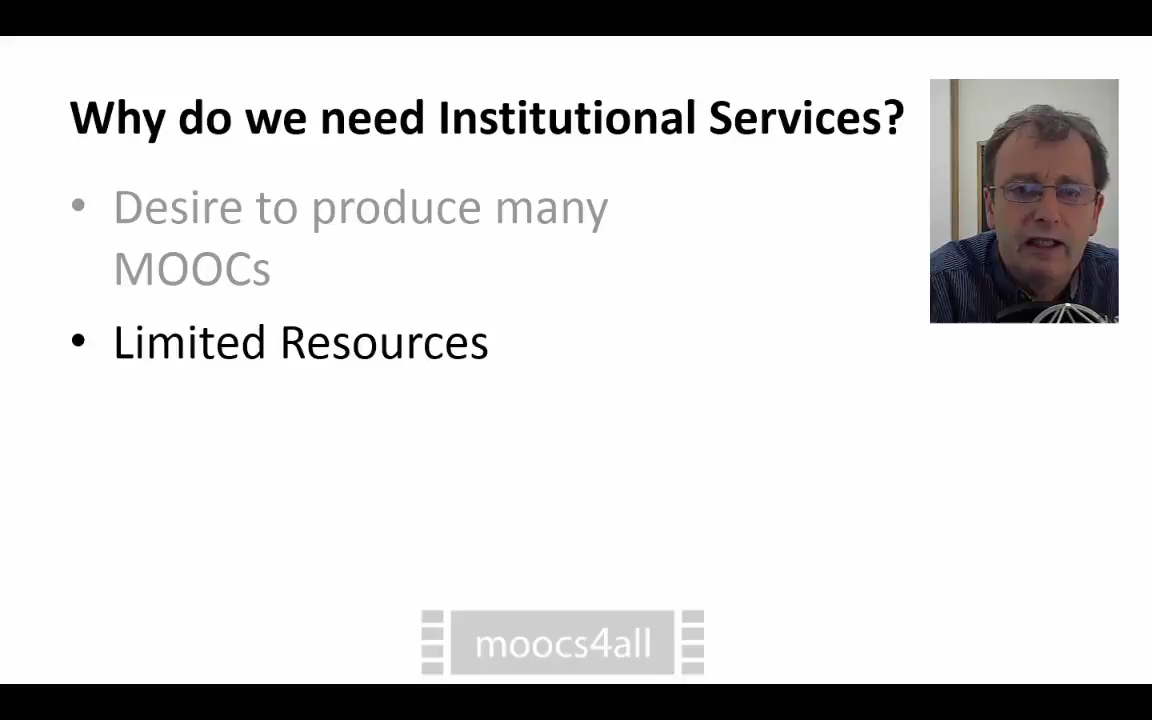 Why do we need Institutional Services?
• Desire to produce many
MOOCs
• Limited Resources
moocs4all